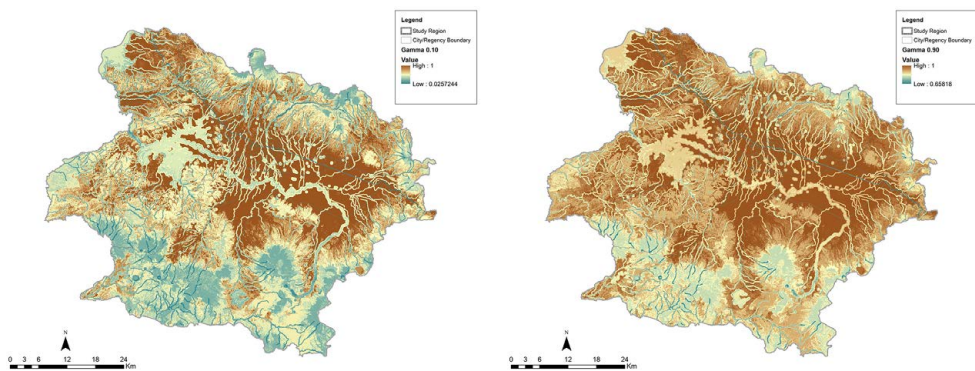 Legend
Study Region
City/Regency Boundary
Gamma 0.10
Value
High : 1
Low : 0.0257244
N
0 3 6 12 18 24
Km
Legend
Study Region
City/Regency Boundary
Gamma 0.90
Value
High : 1
Low : 0.65818
N
0 3 6 12 18 24
Km